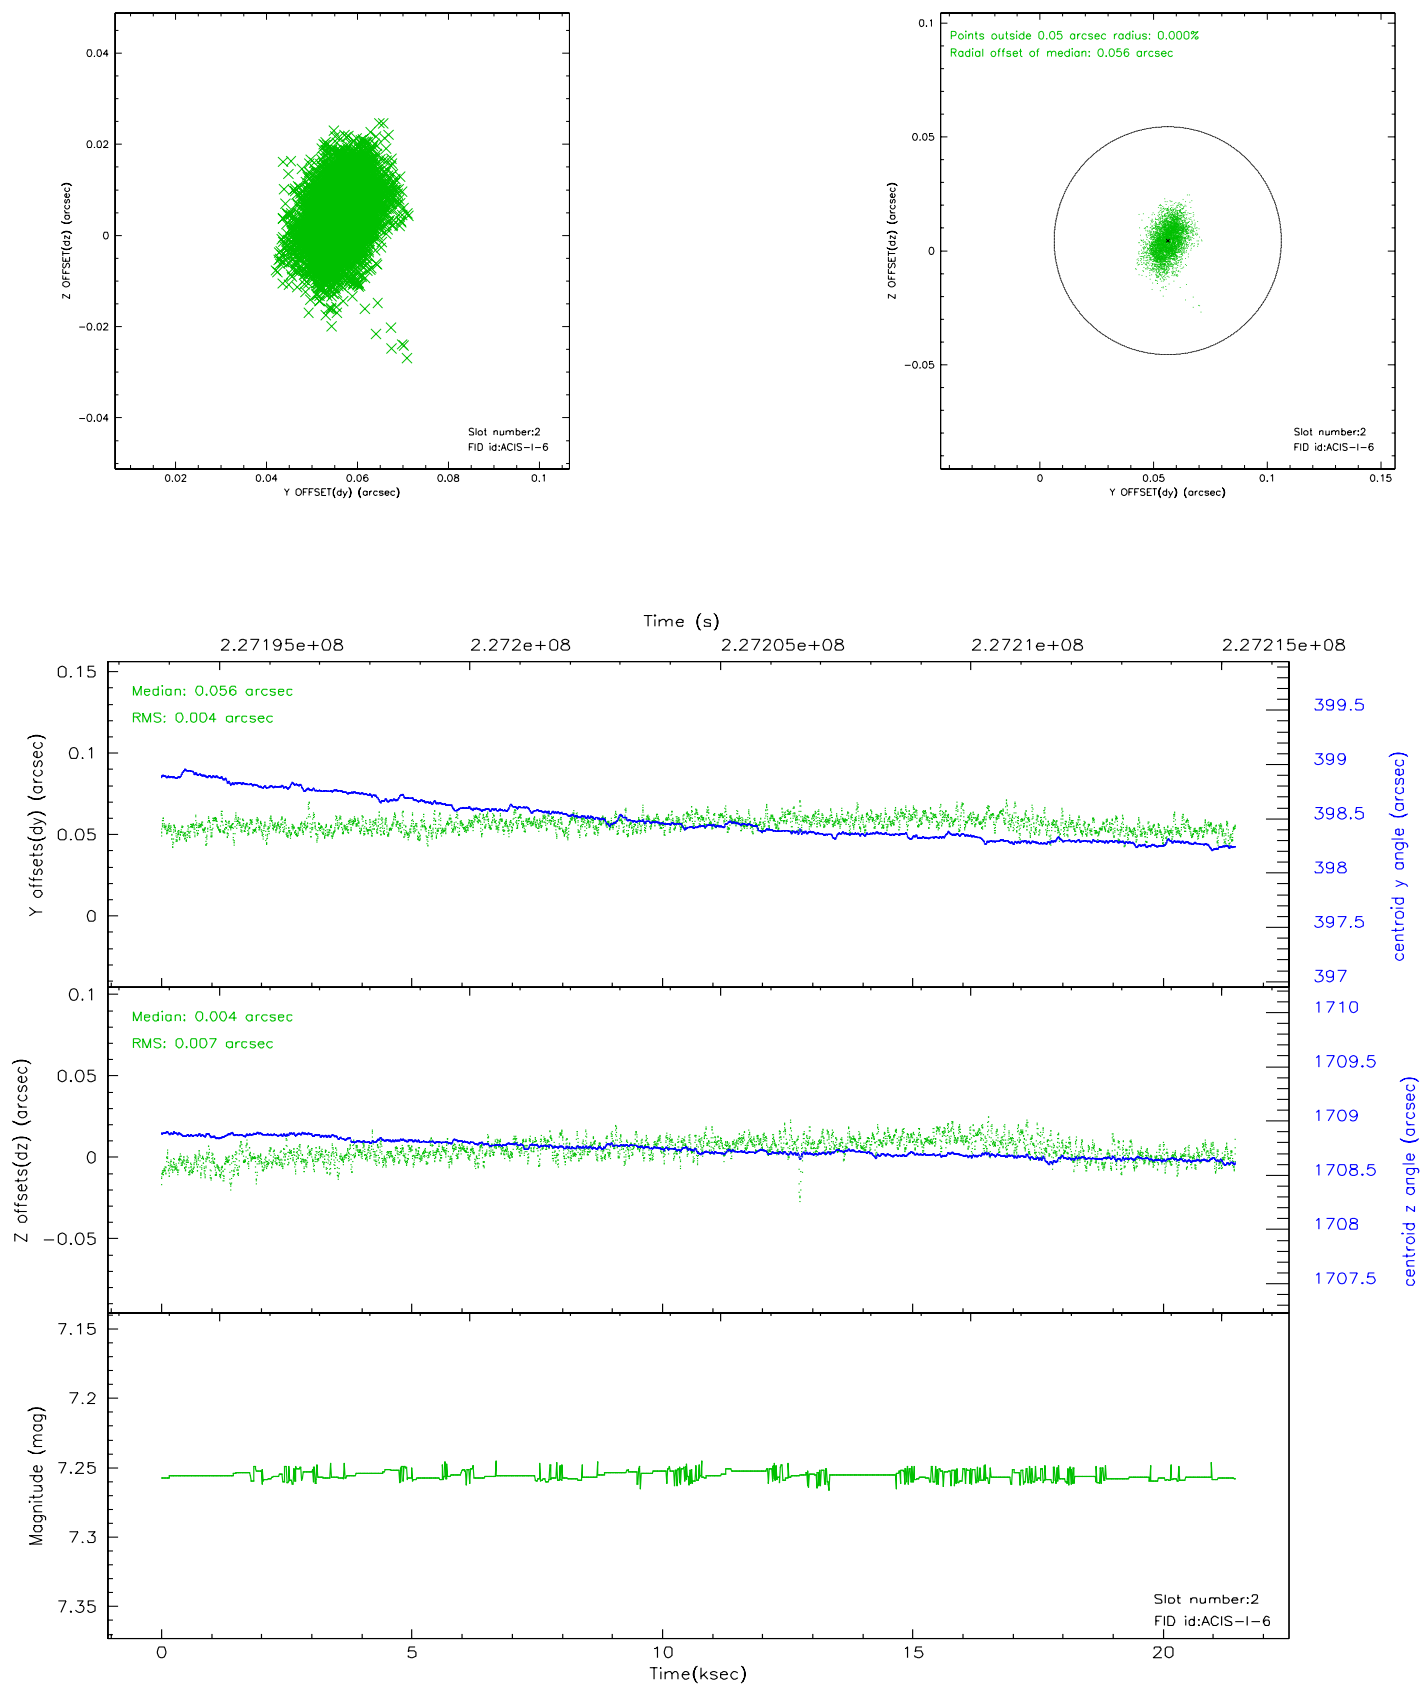 0.04
0.02
0
−0.02
−0.04
Z OFFSET(dz) (arcsec)
0.02
0.04
0.06
0.08
0.1
Y OFFSET(dy) (arcsec)
Slot number:2
FID id:ACIS−I−6
Points outside 0.05 arcsec radius: 0.000%
Radial offset of median: 0.056 arcsec
0.1
0.05
0
−0.05
Z OFFSET(dz) (arcsec)
0
0.05
0.1
0.15
Y OFFSET(dy) (arcsec)
Slot number:2
FID id:ACIS−I−6
Time (s)
2.27195e+08
2.272e+08
2.27205e+08
2.2721e+08
2.27215e+08
Median: 0.056 arcsec
RMS: 0.004 arcsec
0.15
0.1
0.05
0
Y offsets(dy) (arcsec)
399.5
399
398.5
398
397.5
397
centroid y angle (arcsec)
Median: 0.004 arcsec
RMS: 0.007 arcsec
0.1
0.05
0
−0.05
Z offsets(dz) (arcsec)
1710
1709.5
1709
1708.5
1708
1707.5
centroid z angle (arcsec)
7.15
7.2
7.25
7.3
7.35
Magnitude (mag)
Slot number:2
FID id:ACIS−I−6
0
5
10
15
20
Time(ksec)